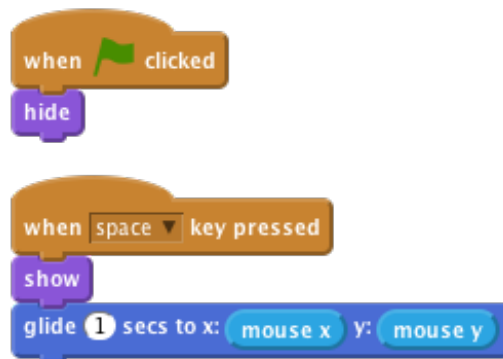 when clicked
hide
when space key pressed
show
glide 1 secs to x: mouse x y: mouse y